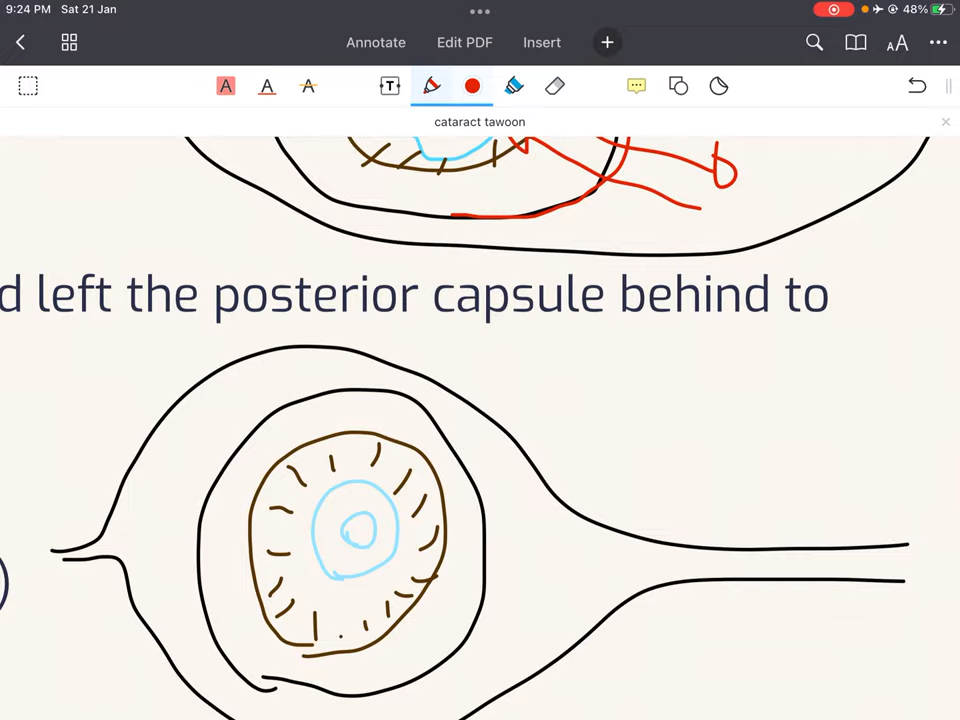 9:24 PM Sat 21 Jan
48%
Annotate Edit PDF Insert
AA
A A A T
cataract tawoon
d left the posterior capsule behind to